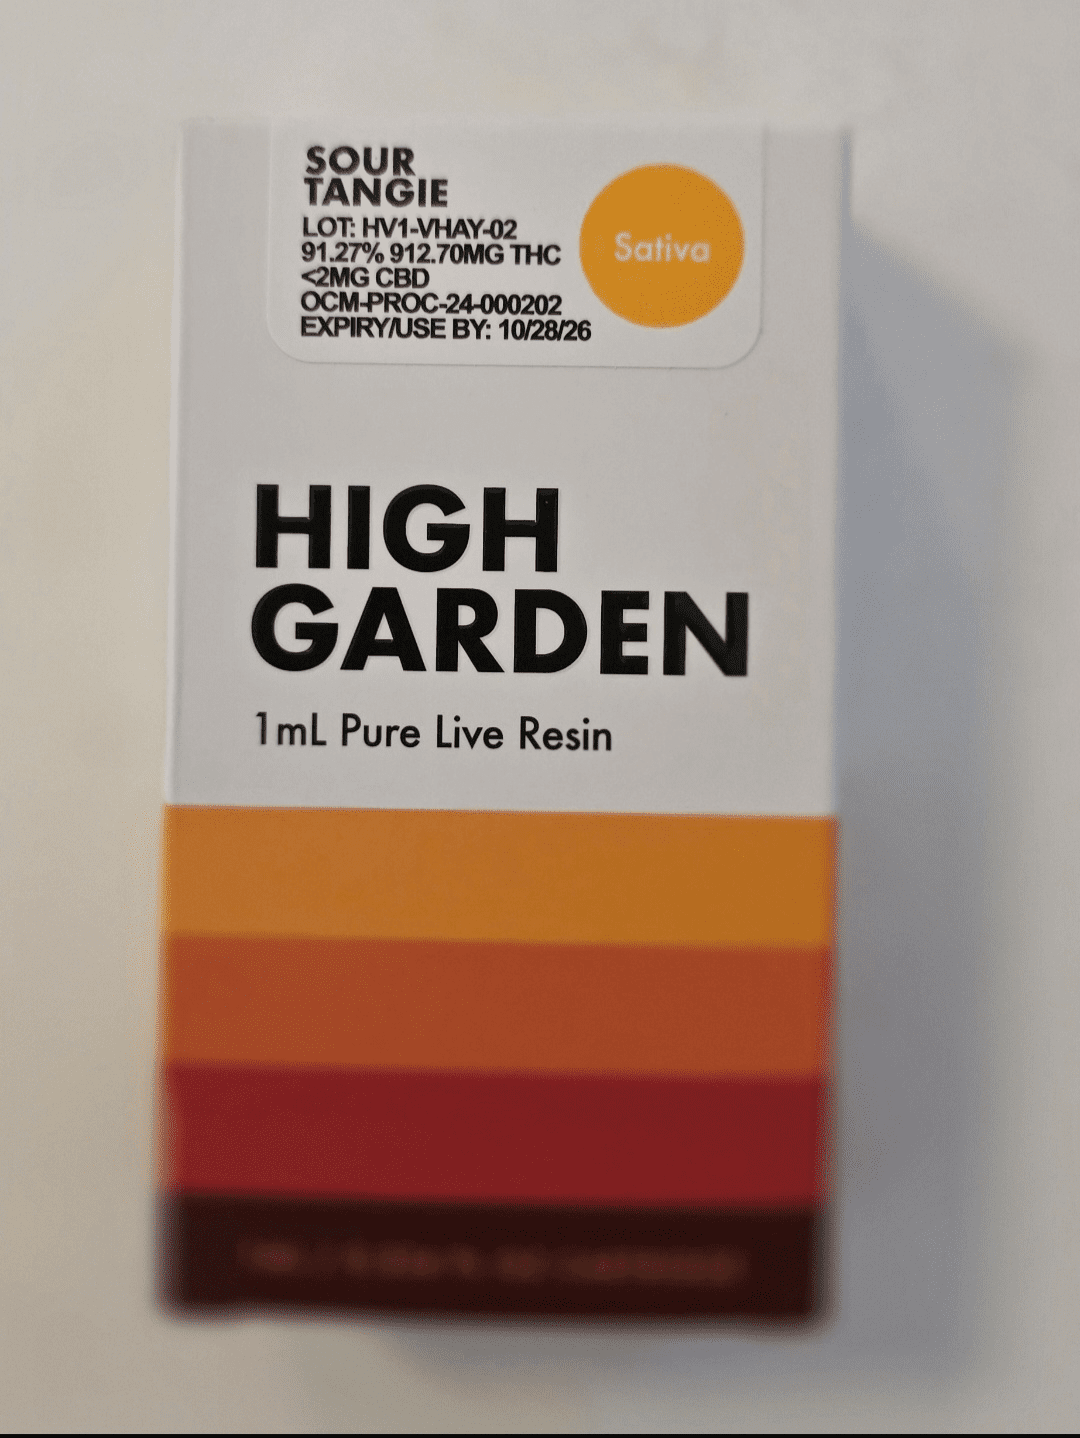 SOUR
TANGIE
LOT: HV1-VHAY-02
91.27% 912.70MG THC
<2MG CBD
OCM-PROC-24-000202
EXPIRY/USE BY: 10/28/26
Sativa
HIGH
GARDEN
1mL Pure Live Resin